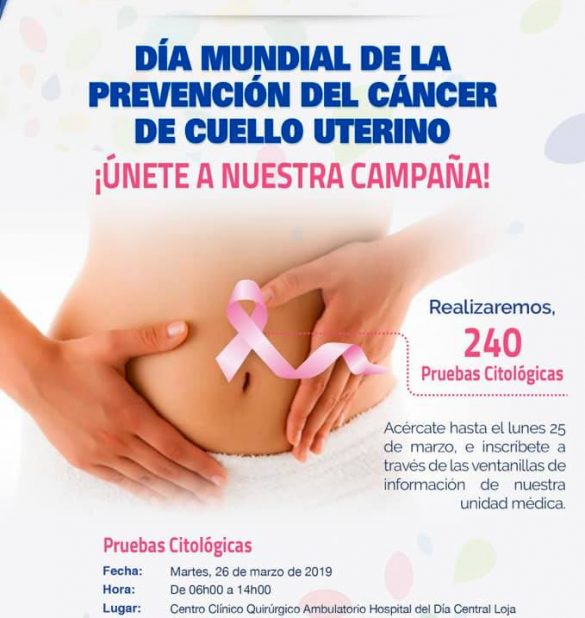 DÍA MUNDIAL DE LA
PREVENCIÓN DEL CÁNCER
DE CUELLO UTERINO
¡ÚNETE A NUESTRA CAMPAÑA!
Realizaremos,
240
Pruebas Citológicas
Acércate hasta el lunes 25
de marzo, e inscribete a
través de las ventanillas de
información de nuestra
unidad médica.
Pruebas Citológicas
Fecha: Martes, 26 de marzo de 2019
Hora: De 06h00 a 14h00
Lugar: Centro Clínico Quirúrgico Ambulatorio Hospital del Día Central Loja